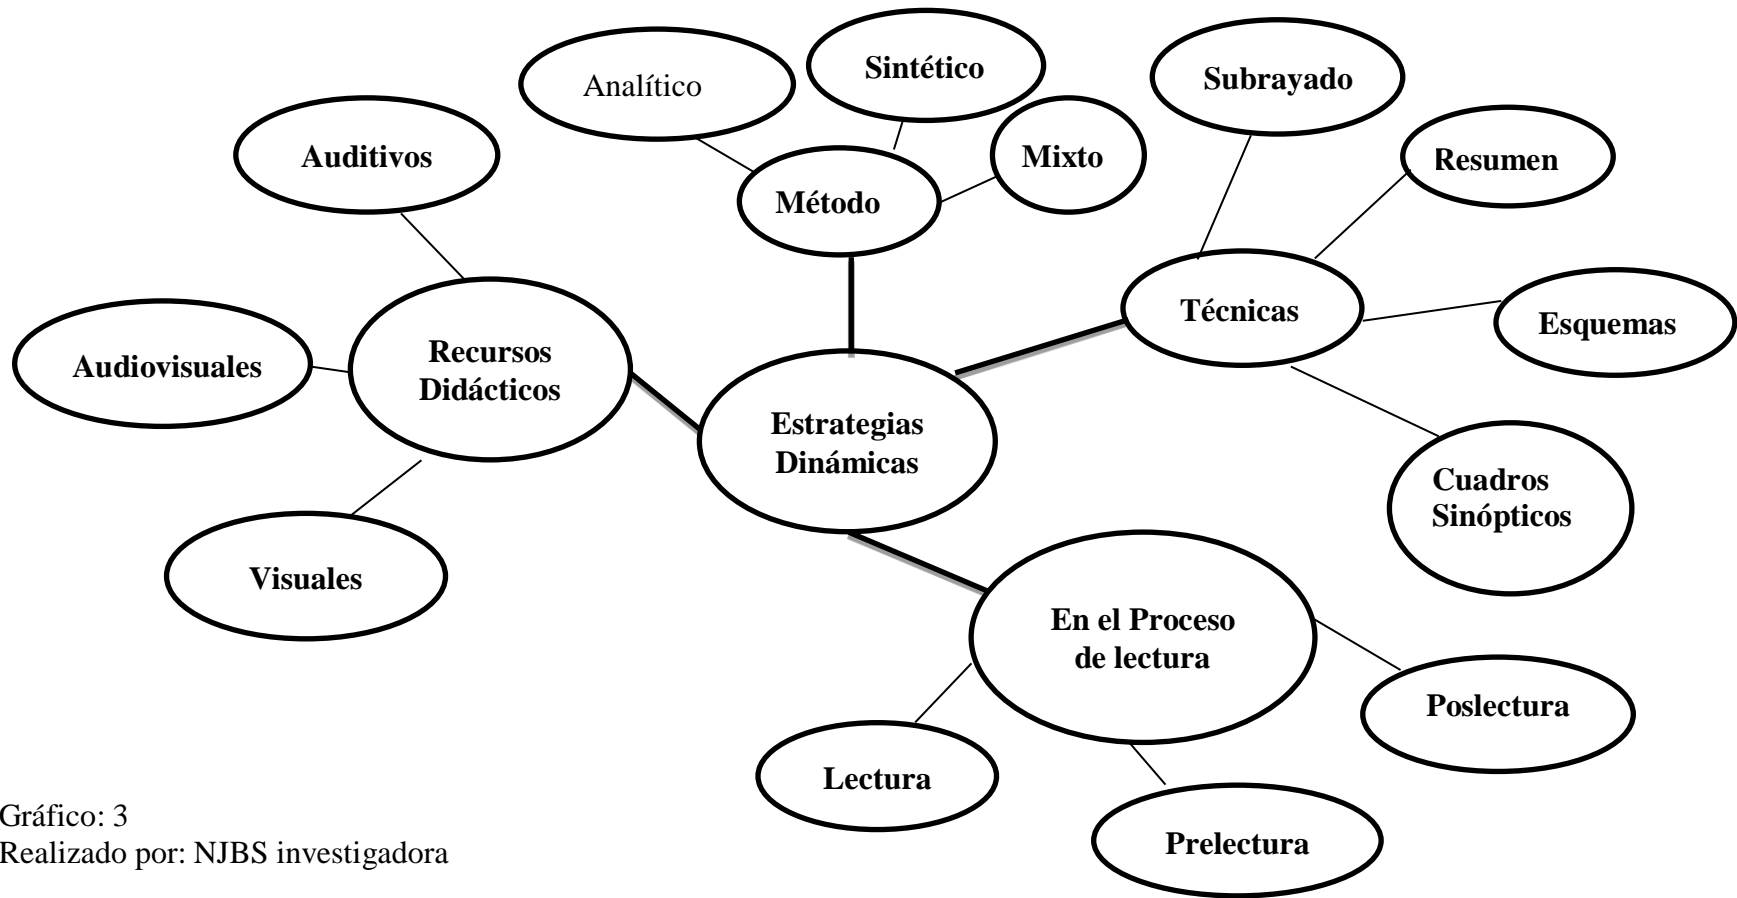 Sintético
Subrayado
Analítico
Auditivos
Mixto
Resumen
Método
Técnicas
Esquemas
Recursos
Didácticos
Audiovisuales
Estrategias
Dinámicas
Cuadros
Sinópticos
Visuales
En el Proceso
de lectura
Poslectura
Lectura
Prelectura
Gráfico: 3
Realizado por: NJBS investigadora